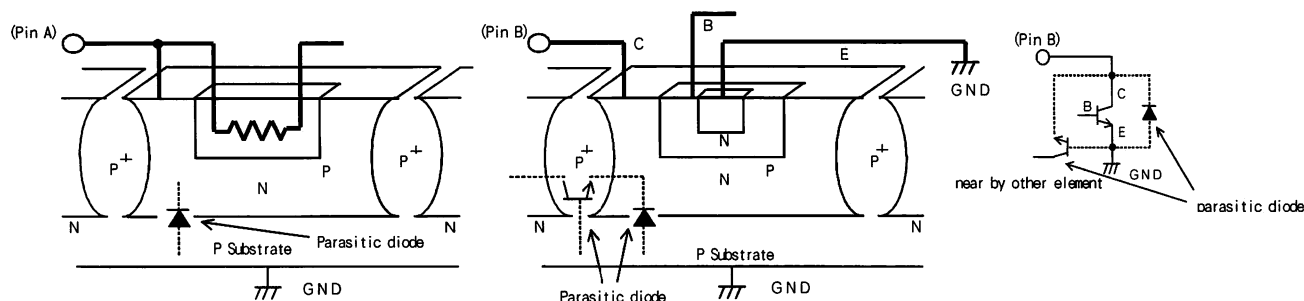 (Pin A)
P+
N
P
P+
N
N
P Substrate
Parasitic diode
GND
(Pin B)
C
B
E
GND
P+
N
P
N
P+
N
N
P Substrate
GND
Parasitic diode
(Pin B)
C
B
E
GND
near by other element
parasitic diode